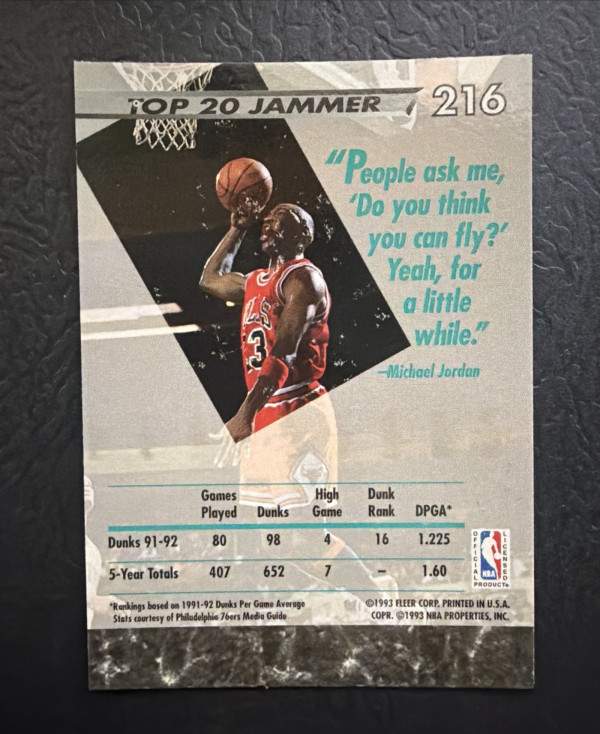 TOP 20 JAMMER 216
“People ask me,
‘Do you think
you can fly?’
Yeah, for
a little
while.”
–Michael Jordan
Games Played Dunks High Game Dunk Rank DPGA*
Dunks 91-92 80 98 4 16 1.225
5-Year Totals 407 652 7 – 1.60
OFFICIAL LICENSED
NBA
PRODUCT
*Rankings based on 1991-92 Dunks Per Game Average
Stats courtesy of Philadelphia 76ers Media Guide
©1993 FLEER CORP. PRINTED IN U.S.A.
COPR. ©1993 NBA PROPERTIES, INC.